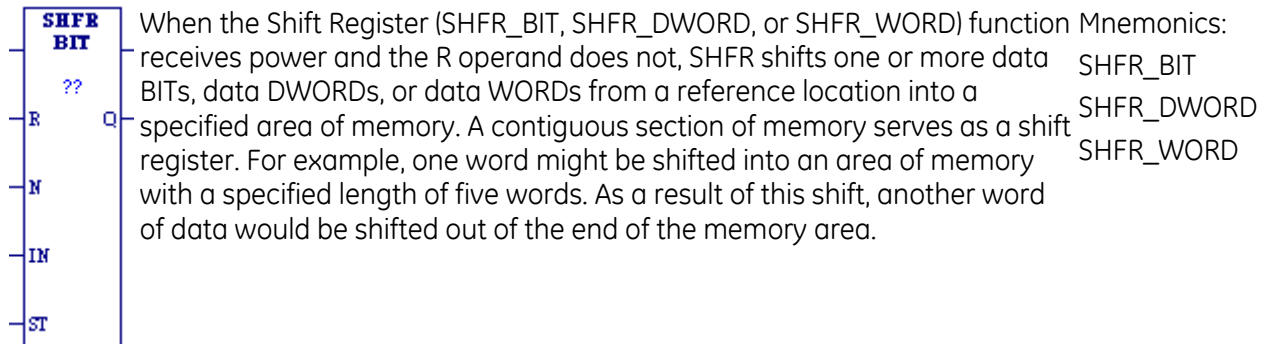 SHFR
BIT
??
R Q
N
IN
ST
When the Shift Register (SHFR_BIT, SHFR_DWORD, or SHFR_WORD) function
receives power and the R operand does not, SHFR shifts one or more data
BITs, data DWORDs, or data WORDs from a reference location into a
specified area of memory. A contiguous section of memory serves as a shift
register. For example, one word might be shifted into an area of memory
with a specified length of five words. As a result of this shift, another word
of data would be shifted out of the end of the memory area.
Mnemonics:
SHFR_BIT
SHFR_DWORD
SHFR_WORD